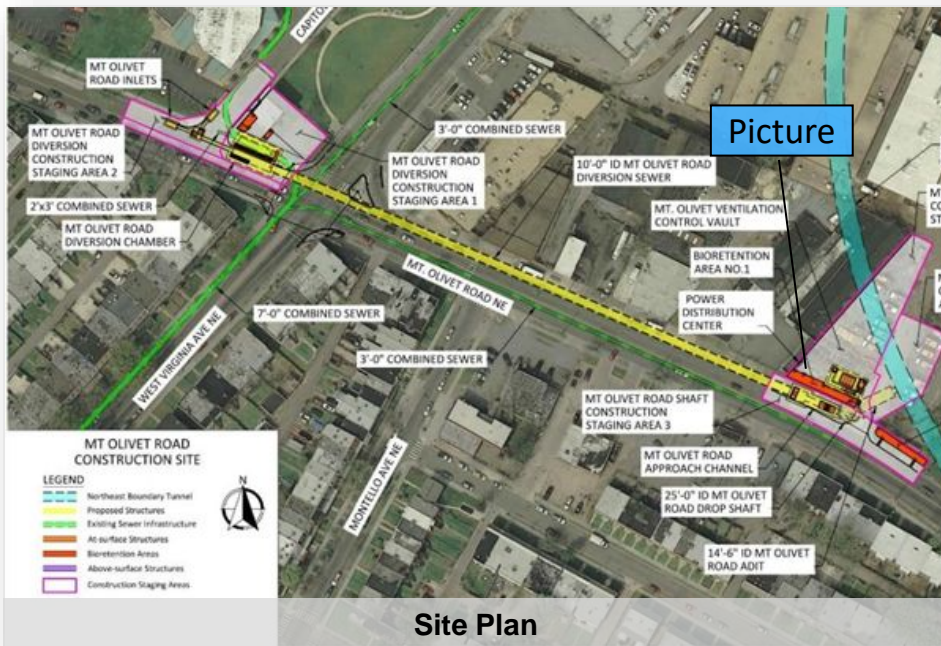 CAPITO
MT OLIVET
ROAD INLETS
MT OLIVET ROAD
DIVERSION
CONSTRUCTION
STAGING AREA 2
2'x3' COMBINED SEWER
MT OLIVET ROAD
DIVERSION CHAMBER
3'-0" COMBINED SEWER
MT OLIVET ROAD
DIVERSION
CONSTRUCTION
STAGING AREA 1
Picture
10'-0" ID MT OLIVET ROAD
DIVERSION SEWER
MT. OLIVET VENTILATION
CONTROL VAULT
BIORETENTION
AREA NO.1
POWER
DISTRIBUTION
CENTER
M
CO
ST
MT. OLIVET ROAD NE
7'-0" COMBINED SEWER
WEST VIRGINIA AVE NE
3'-0" COMBINED SEWER
MONTELLO AVE NE
MT OLIVET ROAD SHAFT
CONSTRUCTION
STAGING AREA 3
MT OLIVET ROAD
APPROACH CHANNEL
25'-0" ID MT OLIVET
ROAD DROP SHAFT
14'-6" ID MT OLIVET
ROAD ADIT
MT OLIVET ROAD
CONSTRUCTION SITE
LEGEND
N
Northeast Boundary Tunnel
Proposed Structures
Existing Sewer Infrastructure
At-surface Structures
Bioretention Areas
Above-surface Structures
Construction Staging Areas
Site Plan